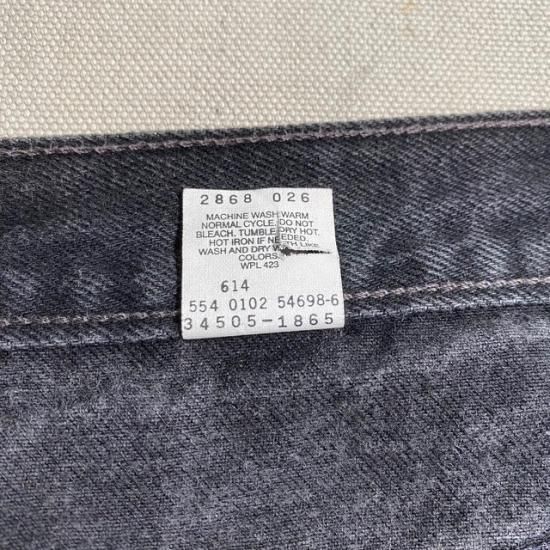 2868 026
MACHINE WASH WARM
NORMAL CYCLE. DO NOT
BLEACH. TUMBLE DRY HOT.
HOT IRON IF NEEDED.
WASH AND DRY LIKE
COLORS.
WPL 423
614
554 0102 54698-6
34505-1865